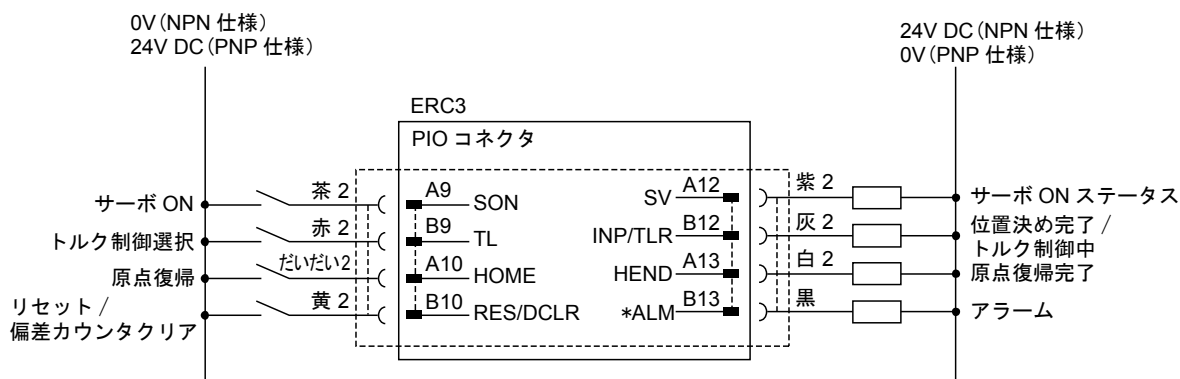 0V(NPN 仕様)
24V DC(PNP 仕様)
24V DC(NPN 仕様)
0V(PNP 仕様)
ERC3
PIO コネクタ
サーボ ON
茶 2
A9
SON
SV
A12
紫 2
サーボ ON ステータス
トルク制御選択
赤 2
B9
TL
INP/TLR
B12
灰 2
位置決め完了 /
トルク制御中
原点復帰
だいだい2
A10
HOME
HEND
A13
白 2
原点復帰完了
リセット /
偏差カウンタクリア
黄 2
B10
RES/DCLR
*ALM
B13
黒
アラーム